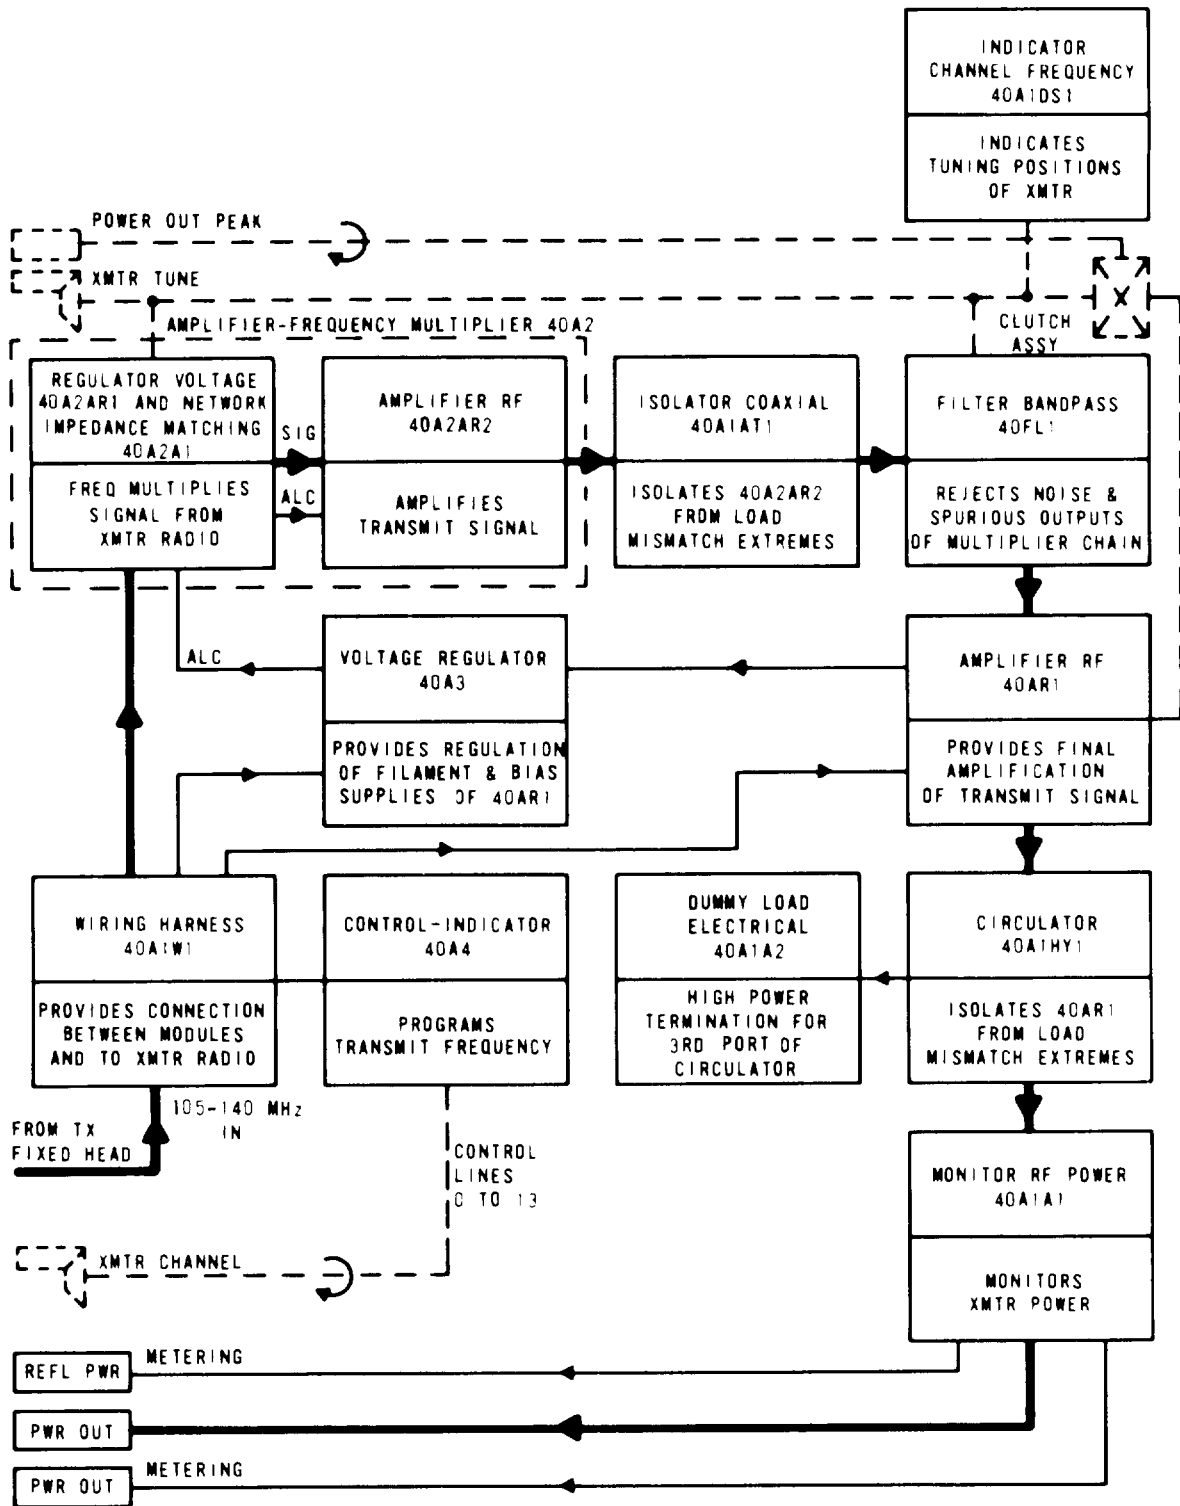 INDICATOR
CHANNEL FREQUENCY
40A1DS1
INDICATES
TUNING POSITIONS
OF XMTR
POWER OUT PEAK
XMTR TUNE
CLUTCH
ASSY
AMPLIFIER-FREQUENCY MULTIPLIER 40A2
REGULATOR VOLTAGE
40A2AR1 AND NETWORK
IMPEDANCE MATCHING
40A2A1
FREQ MULTIPLIES
SIGNAL FROM
XMTR RADIO
SIG
ALC
AMPLIFIER RF
40A2AR2
AMPLIFIES
TRANSMIT SIGNAL
ISOLATOR COAXIAL
40A1AT1
ISOLATES 40A2AR2
FROM LOAD
MISMATCH EXTREMES
FILTER BANDPASS
40FL1
REJECTS NOISE &
SPURIOUS OUTPUTS
OF MULTIPLIER CHAIN
ALC
VOLTAGE REGULATOR
40A3
PROVIDES REGULATION
OF FILAMENT & BIAS
SUPPLIES OF 40AR1
AMPLIFIER RF
40AR1
PROVIDES FINAL
AMPLIFICATION
OF TRANSMIT SIGNAL
WIRING HARNESS
40A1W1
PROVIDES CONNECTION
BETWEEN MODULES
AND TO XMTR RADIO
CONTROL-INDICATOR
40A4
PROGRAMS
TRANSMIT FREQUENCY
DUMMY LOAD
ELECTRICAL
40A1A2
HIGH POWER
TERMINATION FOR
3RD PORT OF
CIRCULATOR
CIRCULATOR
40A1HY1
ISOLATES 40AR1
FROM LOAD
MISMATCH EXTREMES
105-140 MHz
IN
FROM TX
FIXED HEAD
CONTROL
LINES
0 TO 13
MONITOR RF POWER
40A1A1
MONITORS
XMTR POWER
XMTR CHANNEL
REFL PWR
METERING
PWR OUT
PWR OUT
METERING